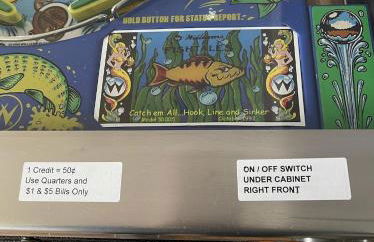 HOLD BUTTON FOR STATUS REPORT.
Catch em All...Hook, Line and Sinker
W
W
W
1 Credit = 50¢
Use Quarters and
$1 & $5 Bills Only
ON / OFF SWITCH
UNDER CABINET
RIGHT FRONT